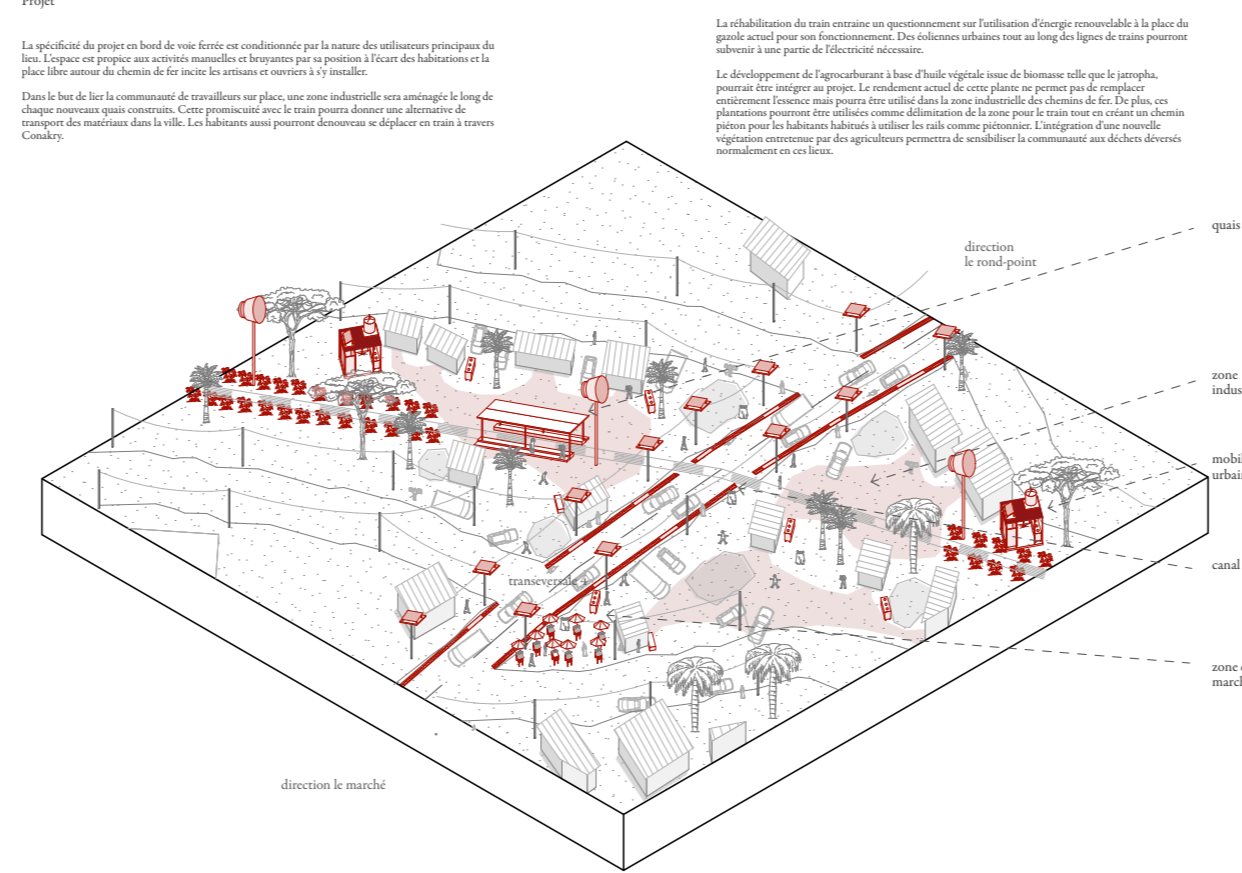 Projet
La spécificité du projet en bord de voie ferrée est conditionnée par la nature des utilisateurs principaux du
lieu. L'espace est propice aux activités manuelles et bruyantes par sa position à l'écart des habitations et la
place libre autour du chemin de fer incite les artisans et ouvriers à s'y installer.
Dans le but de lier la communauté de travailleurs sur place, une zone industrielle sera aménagée le long de
chaque nouveaux quais construits. Cette promiscuité avec le train pourra donner une alternative de
transport des matériaux dans la ville. Les habitants aussi pourront denouveau se déplacer en train à travers
Conakry.
La réhabilitation du train entraine un questionnement sur l'utilisation d'énergie renouvelable à la place du
gazole actuel pour son fonctionnement. Des éoliennes urbaines tout au long des lignes de trains pourront
subvenir à une partie de l'électricité nécessaire.
Le développement de l'agrocarburant à base d'huile végétale issue de biomasse telle que le jatropha,
pourrait être intégrer au projet. Le rendement actuel de cette plante ne permet pas de remplacer
entièrement l'essence mais pourra être utilisé dans la zone industrielle des chemins de fer. De plus, ces
plantations pourront être utilisées comme délimitation de la zone pour le train tout en créant un chemin
piéton pour les habitants habitués à utiliser les rails comme piétonnier. L'intégration d'une nouvelle
végétation entretenue par des agriculteurs permettra de sensibiliser la communauté aux déchets déversés
normalement en ces lieux.
quais
direction
le rond-point
zone
indus
mobil
urbai
canal
transeversale 4
zone
march
direction le marché